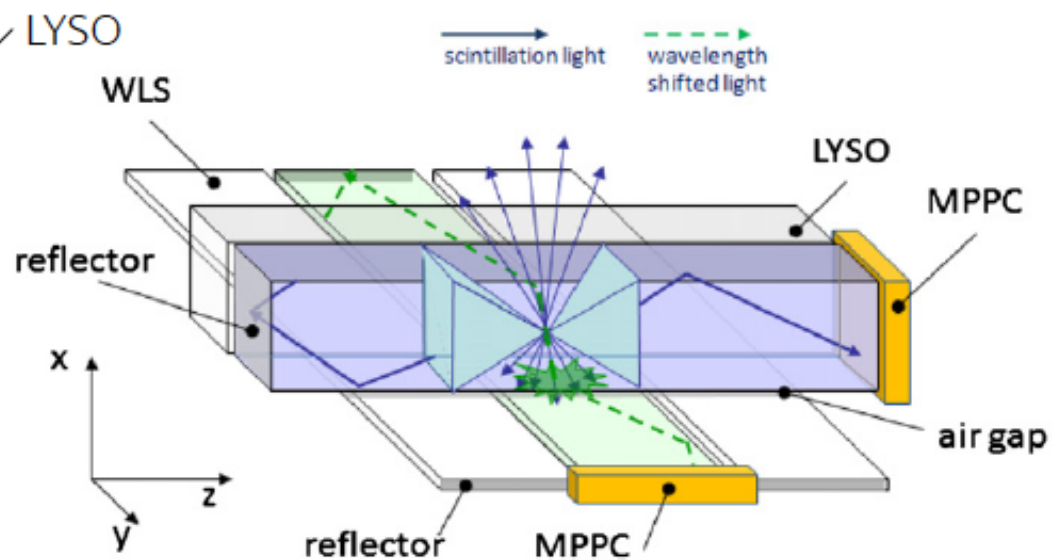 LYSO
scintillation light
wavelength
shifted light
WLS
LYSO
MPPC
reflector
x
z
y
air gap
reflector
MPPC